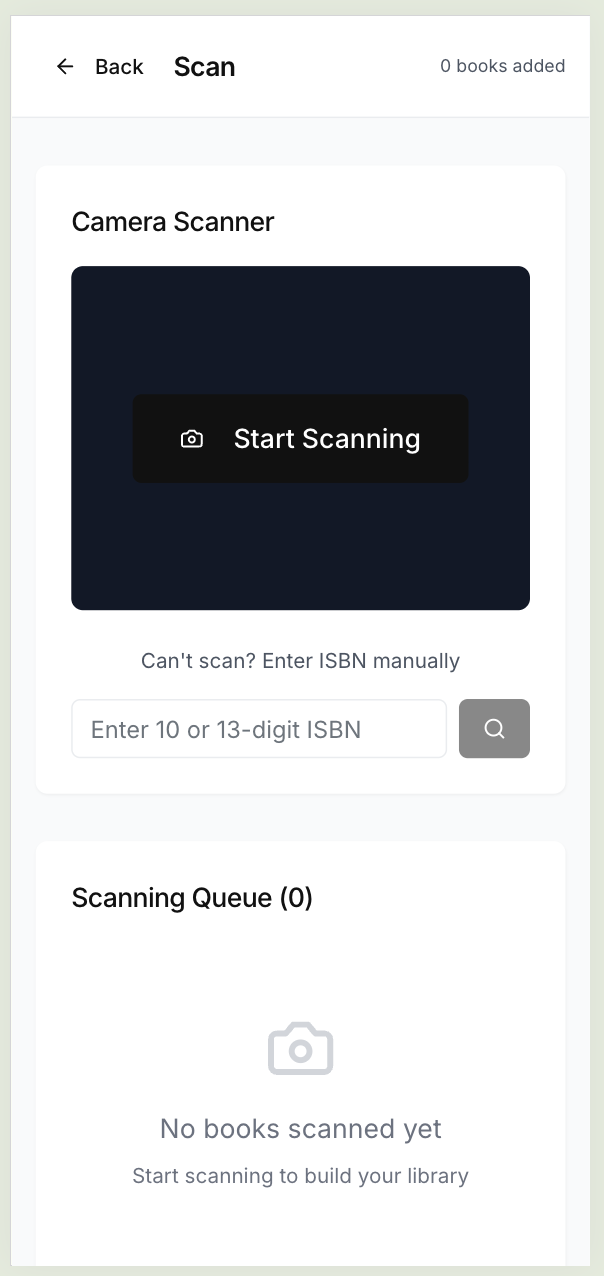 Back Scan 0 books added
Camera Scanner
Start Scanning
Can't scan? Enter ISBN manually
Enter 10 or 13-digit ISBN
Scanning Queue (0)
No books scanned yet
Start scanning to build your library